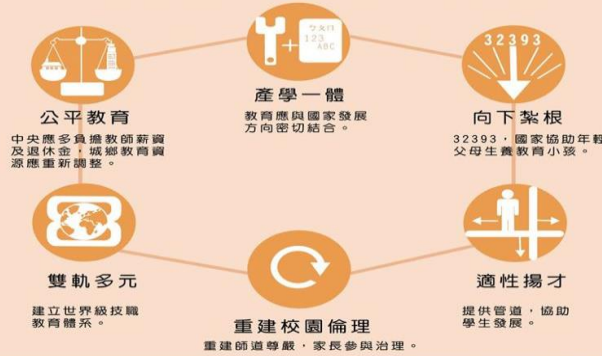 ㄅㄆㄇ
123
ABC
32393
產學一體
教育應與國家發展
方向密切結合。
公平教育
中央應多負擔教師薪資
及退休金，城鄉教育資
源應重新調整。
向下紮根
32393，國家協助年輕
父母生養教育小孩。
雙軌多元
建立世界級技職
教育體系。
適性揚才
提供管道，協助
學生發展。
重建校園倫理
重建師道尊嚴，家長參與治理。